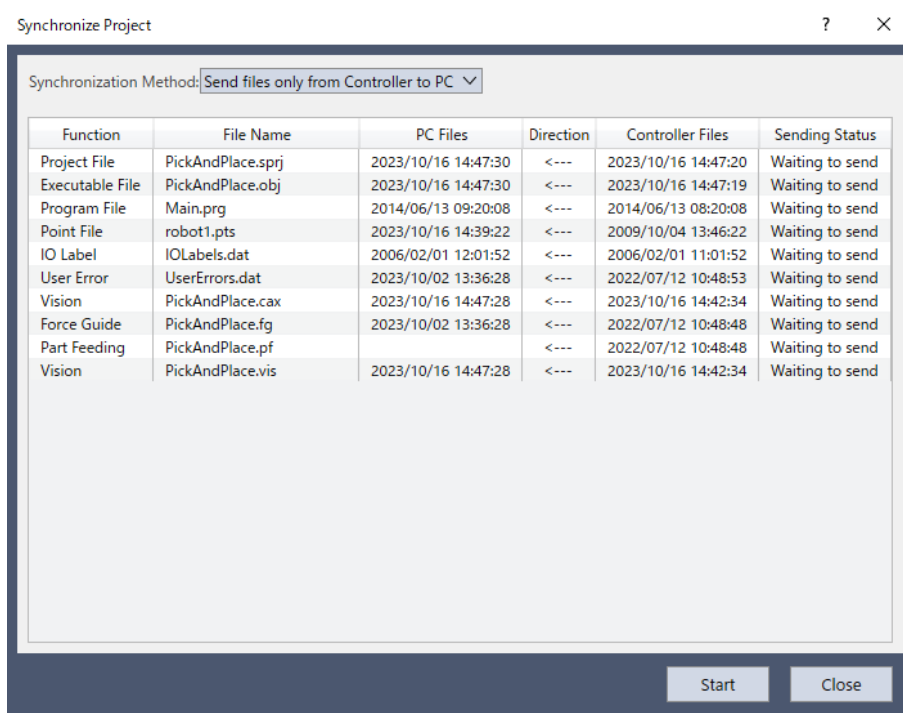 Synchronize Project ? ×
Synchronization Method: Send files only from Controller to PC
Function File Name PC Files Direction Controller Files Sending Status
Project File PickAndPlace.sprj 2023/10/16 14:47:30 <--- 2023/10/16 14:47:20 Waiting to send
Executable File PickAndPlace.obj 2023/10/16 14:47:30 <--- 2023/10/16 14:47:19 Waiting to send
Program File Main.prg 2014/06/13 09:20:08 <--- 2014/06/13 08:20:08 Waiting to send
Point File robot1.pts 2023/10/16 14:39:22 <--- 2009/10/04 13:46:22 Waiting to send
IO Label IOLabels.dat 2006/02/01 12:01:52 <--- 2006/02/01 11:01:52 Waiting to send
User Error UserErrors.dat 2023/10/02 13:36:28 <--- 2022/07/12 10:48:53 Waiting to send
Vision PickAndPlace.cax 2023/10/16 14:47:28 <--- 2023/10/16 14:42:34 Waiting to send
Force Guide PickAndPlace.fg 2023/10/02 13:36:28 <--- 2022/07/12 10:48:48 Waiting to send
Part Feeding PickAndPlace.pf <--- 2022/07/12 10:48:48 Waiting to send
Vision PickAndPlace.vis 2023/10/16 14:47:28 <--- 2023/10/16 14:42:34 Waiting to send
Start Close